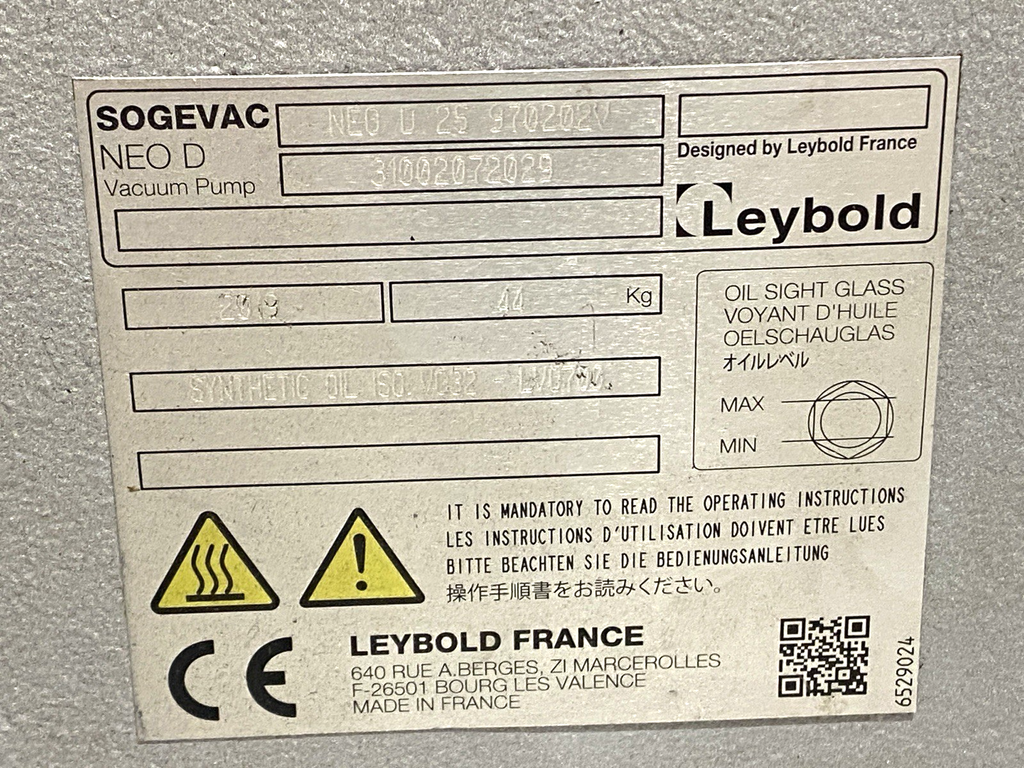 SOGEVAC
NEO D
Vacuum Pump
31002072029
Designed by Leybold France
Leybold
2019
44 Kg
SYNTHETIC OIL ISO VG32 - LVO700
OIL SIGHT GLASS
VOYANT D'HUILE
OELSCHAUGLAS
オイルレベル
MAX
MIN
IT IS MANDATORY TO READ THE OPERATING INSTRUCTIONS
LES INSTRUCTIONS D'UTILISATION DOIVENT ETRE LUES
BITTE BEACHTEN SIE DIE BEDIENUNGSANLEITUNG
操作手順書をお読みください。
CE
LEYBOLD FRANCE
640 RUE A.BERGES, ZI MARCEROLLES
F-26501 BOURG LES VALENCE
MADE IN FRANCE
6529024